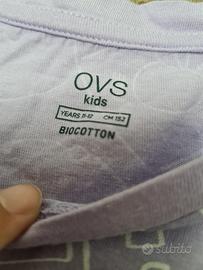 OVS
kids
YEARS 11-12 CM 152
BIOCOTTON
subito